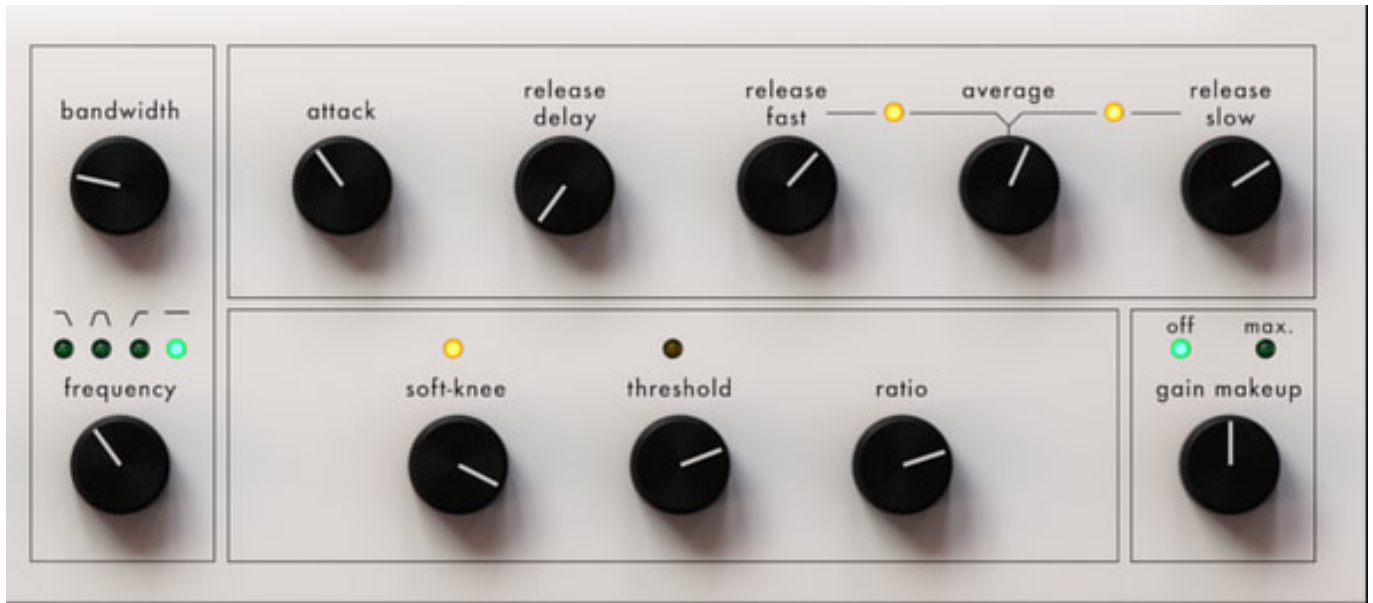 bandwidth
attack
release
delay
release
fast
average
release
slow
frequency
soft-knee
threshold
ratio
off
max.
gain makeup